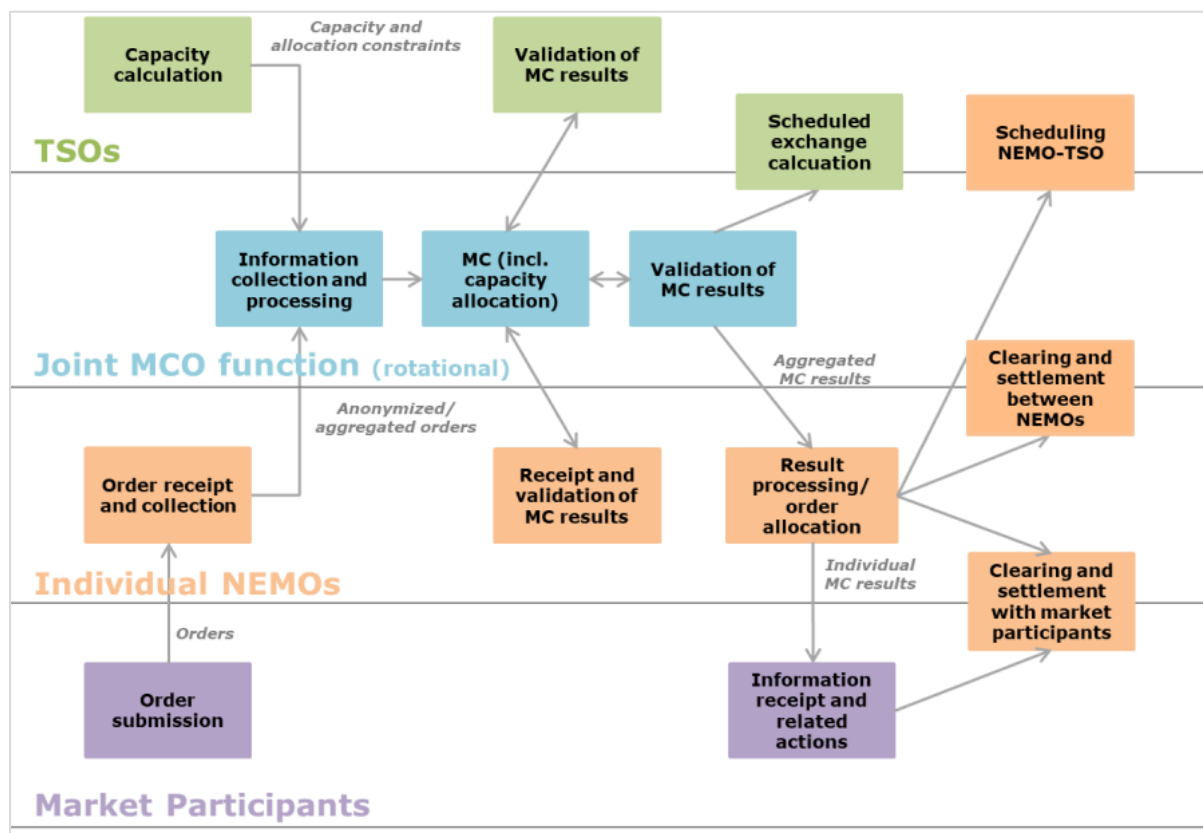 Capacity and
allocation constraints
Capacity
calculation
Validation of
MC results
Scheduled
exchange
calcuation
Scheduling
NEMO-TSO
TSOs
Information
collection and
processing
MC (incl.
capacity
allocation)
Validation of
MC results
Joint MCO function (rotational)
Aggregated
MC results
Clearing and
settlement
between
NEMOs
Anonymized/
aggregated orders
Order receipt
and collection
Receipt and
validation of
MC results
Result
processing/
order
allocation
Individual NEMOs
Individual
MC results
Clearing and
settlement
with market
participants
Orders
Order
submission
Information
receipt and
related
actions
Market Participants